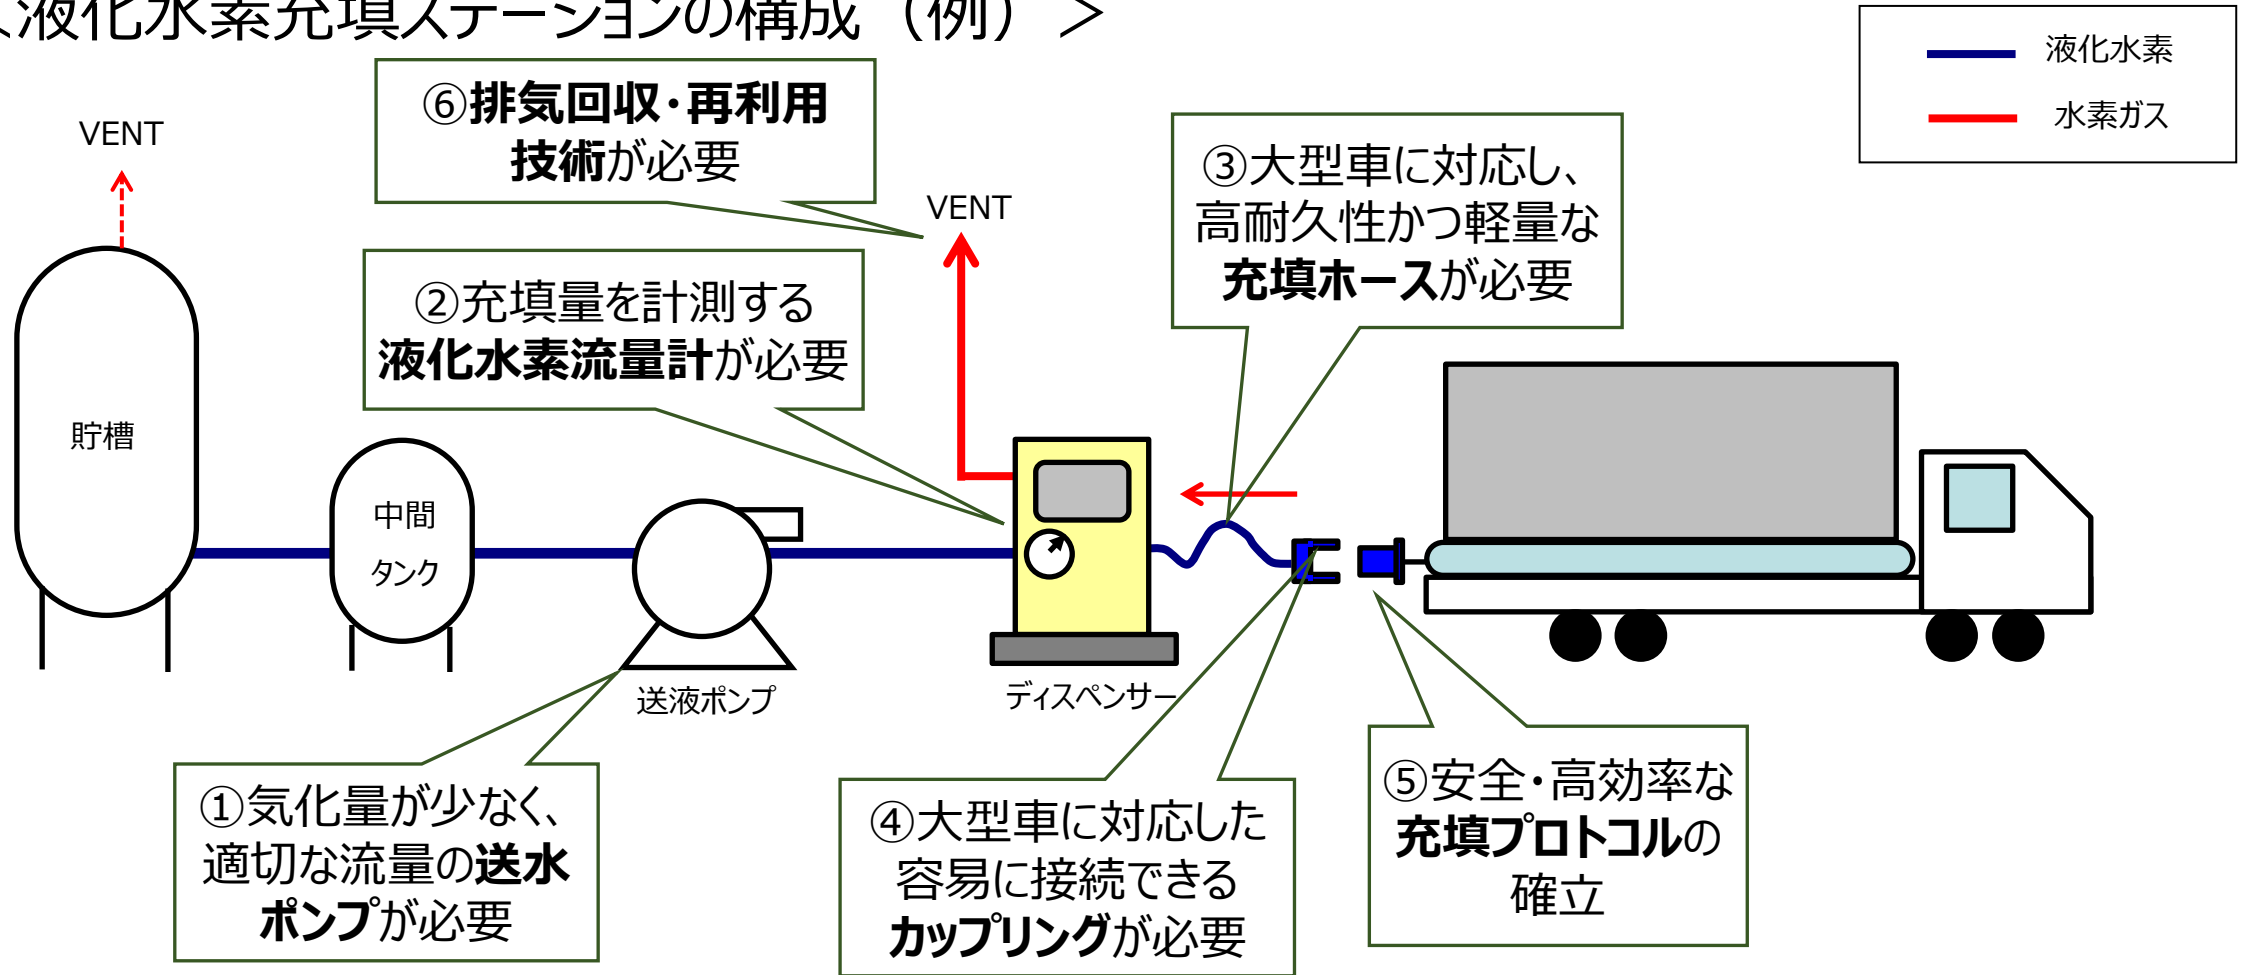 ＜液化水素充填ステーションの構成（例）＞
液化水素
水素ガス
⑥排気回収・再利用
技術が必要
VENT
VENT
③大型車に対応し、
高耐久性かつ軽量な
充填ホースが必要
②充填量を計測する
液化水素流量計が必要
貯槽
中間
タンク
送液ポンプ
ディスペンサー
①気化量が少なく、
適切な流量の送水
ポンプが必要
④大型車に対応した
容易に接続できる
カップリングが必要
⑤安全・高効率な
充填プロトコルの
確立